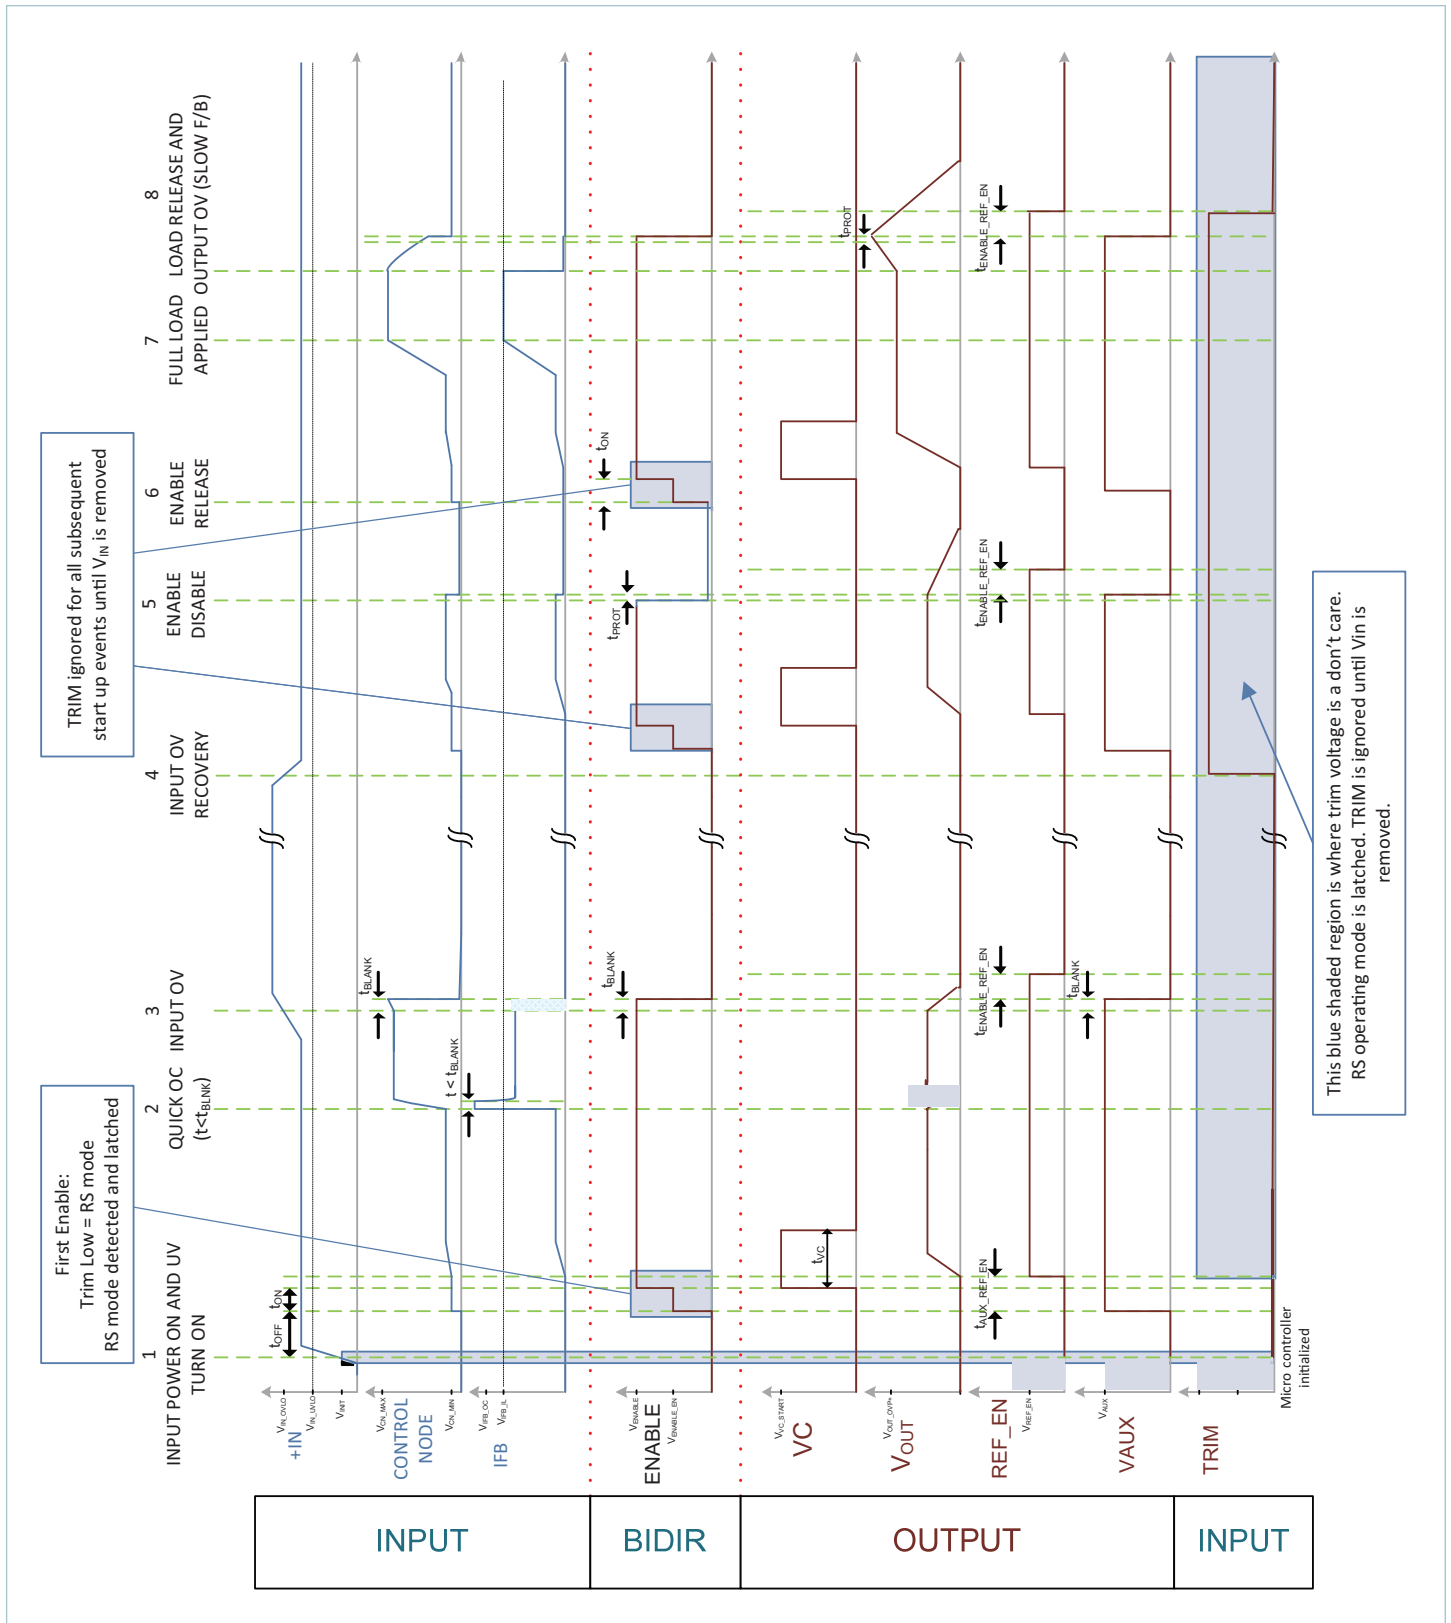 1
INPUT POWER ON AND UV
TURN ON
2
QUICK OC
(t<tBLNK)
3
INPUT OV
4
INPUT OV
RECOVERY
5
ENABLE
DISABLE
6
ENABLE
RELEASE
7
FULL LOAD
APPLIED
8
LOAD RELEASE AND
OUTPUT OV (SLOW F/B)
First Enable:
Trim Low = RS mode
RS mode detected and latched
TRIM ignored for all subsequent
start up events until VIN is removed
INPUT
BIDIR
OUTPUT
INPUT
+IN
VIN_OVLO
VIN_UVLO
VINIT
tOFF
tON
CONTROL
NODE
VCN_MAX
VCN_MIN
tBLANK
IFB
VIFB_OC
VIFB_IL
t < tBLANK
ENABLE
VENABLE
VENABLE_EN
tBLANK
tPROT
tON
VC
VVC_START
tVC
VOUT
VOUT_OVP+
tPROT
REF_EN
VREF_EN
tAUX_REF_EN
tENABLE_REF_EN
tENABLE_REF_EN
tENABLE_REF_EN
VAUX
VAUX
tBLANK
TRIM
Micro controller
initialized
This blue shaded region is where trim voltage is a don't care.
RS operating mode is latched. TRIM is ignored until Vin is
removed.